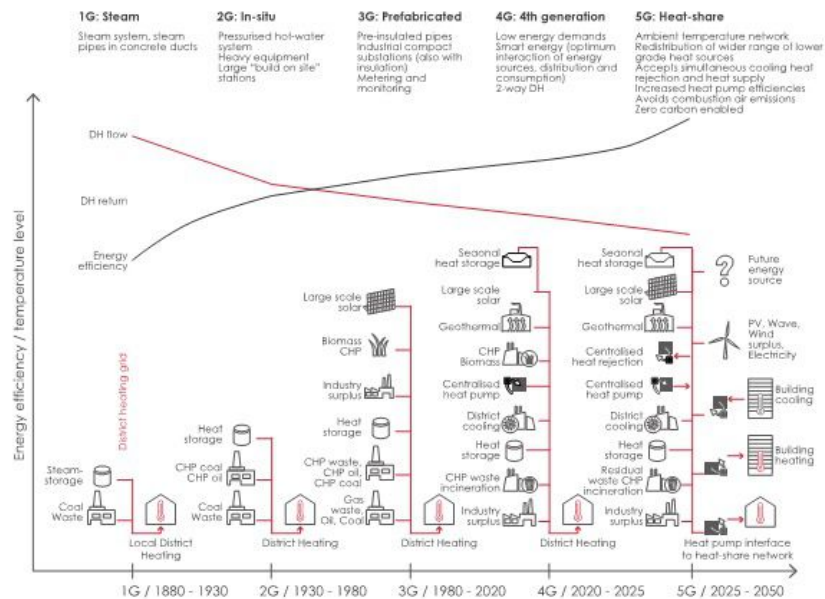 1G: Steam
Steam system, steam
pipes in concrete ducts
2G: In-situ
Pressurised hot-water
system
Heavy equipment
Large "build on site"
stations
3G: Prefabricated
Pre-insulated pipes
Industrial compact
substations (also with
insulation)
Metering and
monitoring
4G: 4th generation
Low energy demands
Smart energy (optimum
interaction of energy
sources, distribution and
consumption)
2-way DH
5G: Heat-share
Ambient temperature network
Redistribution of wider range of lower
grade heat sources
Accepts simultaneous cooling heat
rejection and heat supply
Increased heat pump efficiencies
Avoids combustion air emissions
Zero carbon enabled
Energy efficiency / temperature level
DH flow
DH return
Energy
efficiency
District heating grid
Steam-
storage
Coal
Waste
Local District
Heating
Heat
storage
CHP coal
CHP oil
Coal
Waste
District Heating
Large scale
solar
Biomass
CHP
Industry
surplus
Heat
storage
CHP waste,
CHP oil,
CHP coal
Gas
waste,
Oil, Coal
District Heating
Seaonal
heat storage
Large scale
solar
Geothermal
CHP
Biomass
Centralised
heat pump
District
cooling
Heat
storage
CHP waste
incineration
Industry
surplus
District Heating
Seaonal
heat storage
Large scale
solar
Geothermal
Centralised
heat rejection
Centralised
heat pump
District
cooling
Heat
storage
Residual
waste CHP
incineration
Industry
surplus
?
Future
energy
source
PV, Wave,
Wind
surplus,
Electricity
Building
cooling
Building
heating
Heat pump interface
to heat-share network
1G / 1880 - 1930
2G / 1930 - 1980
3G / 1980 - 2020
4G / 2020 - 2025
5G / 2025 - 2050